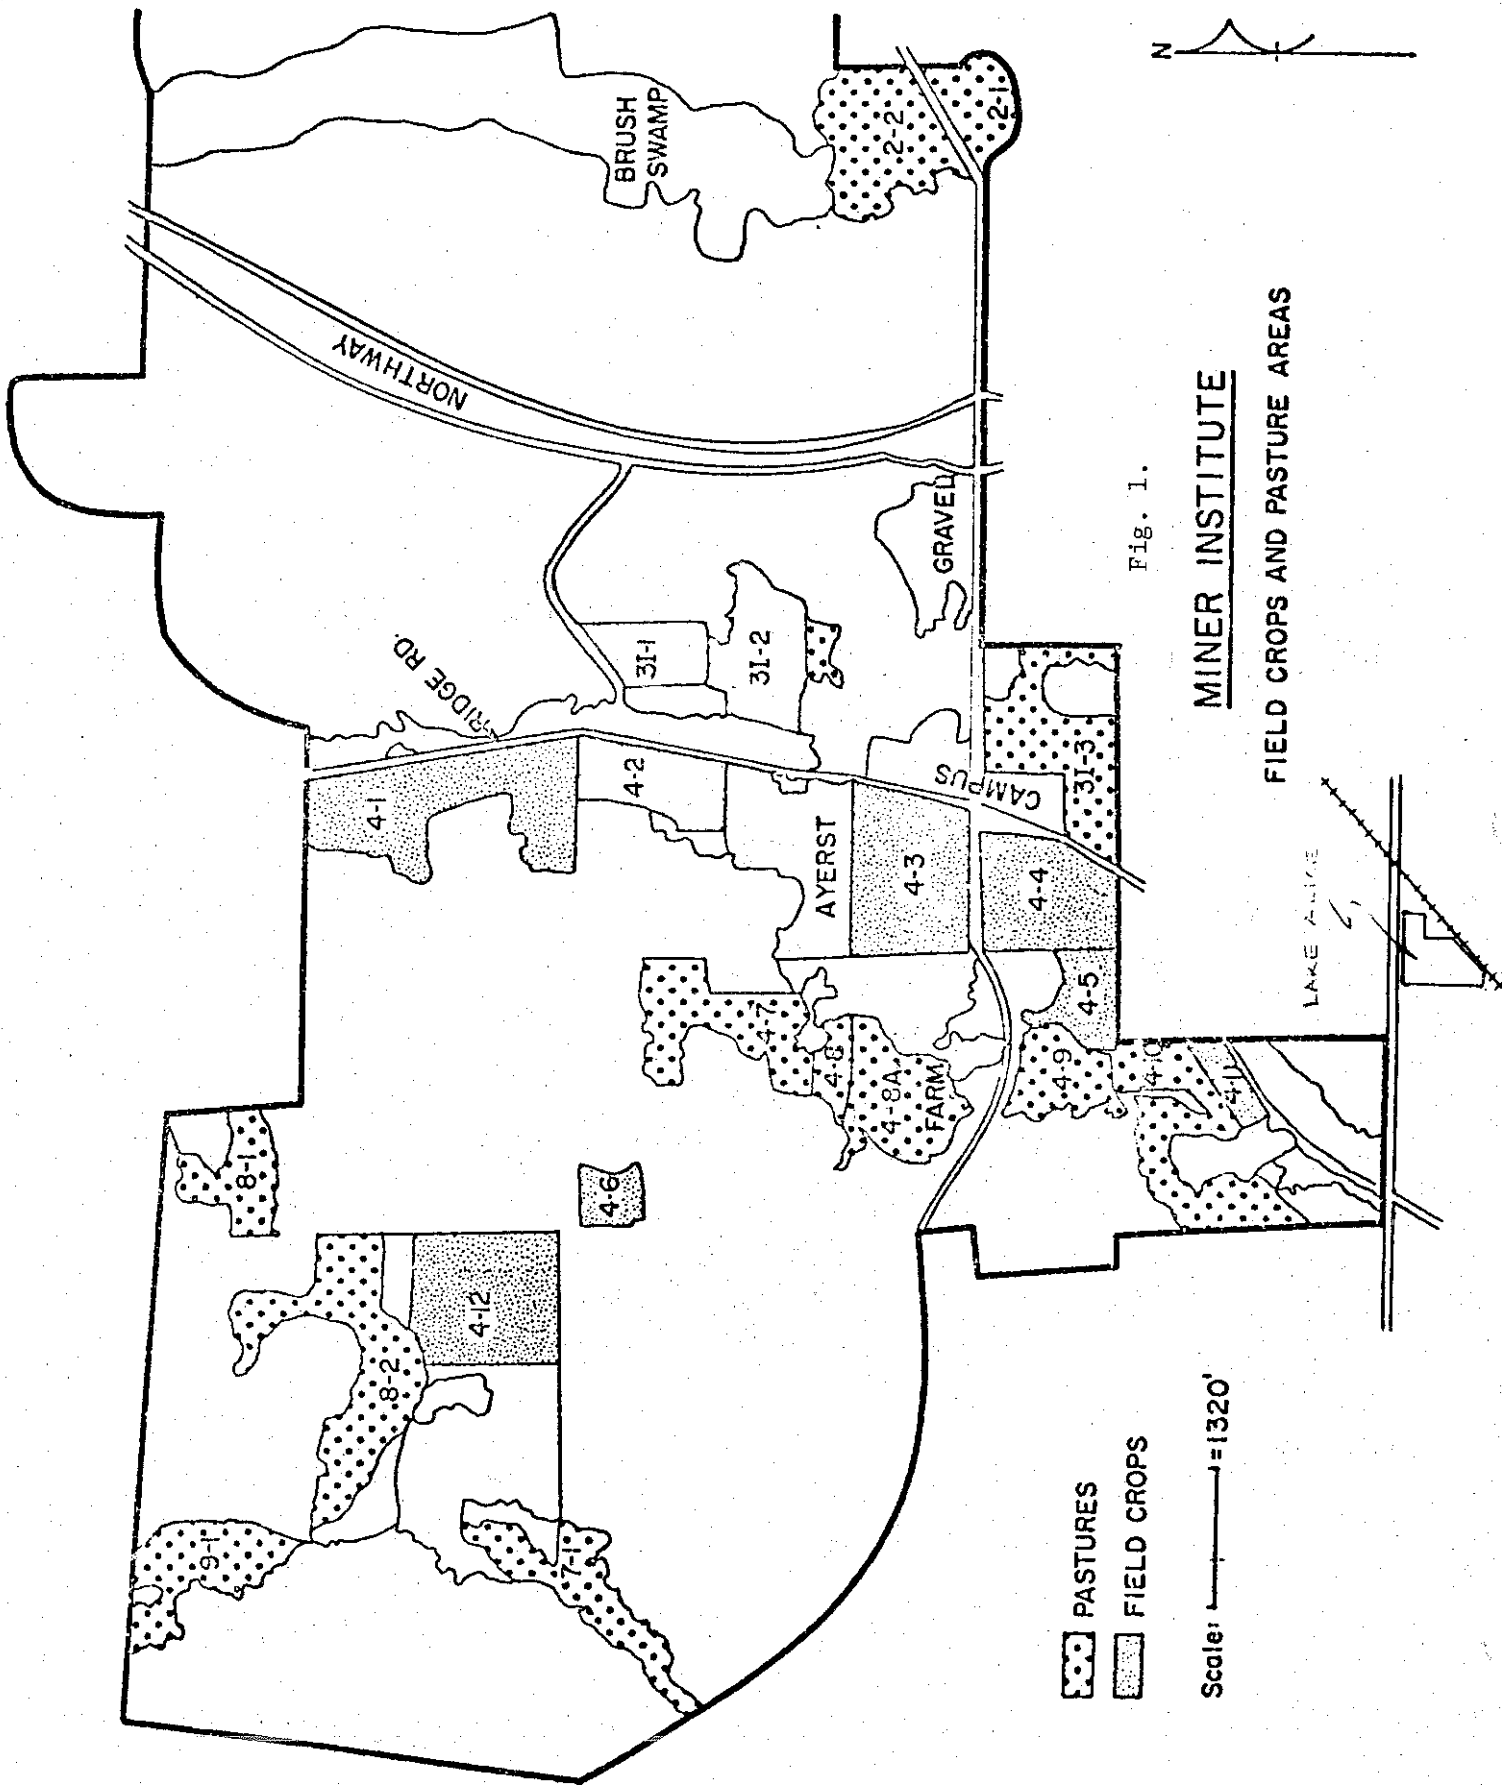 N
BRUSH
SWAMP
2-2
2-1
NORTHWAY
GRAVEL
RIDGE RD.
31-1
31-2
31-3
CAMPUS
4-1
4-2
AYERST
4-3
4-4
4-5
4-7
4-8
4-8A
FARM
4-9
4-10
4-11
4-6
8-1
4-12
8-2
9-1
7-1
LAKE ALICE
Fig. 1.
MINER INSTITUTE
FIELD CROPS AND PASTURE AREAS
PASTURES
FIELD CROPS
Scale: =1320'